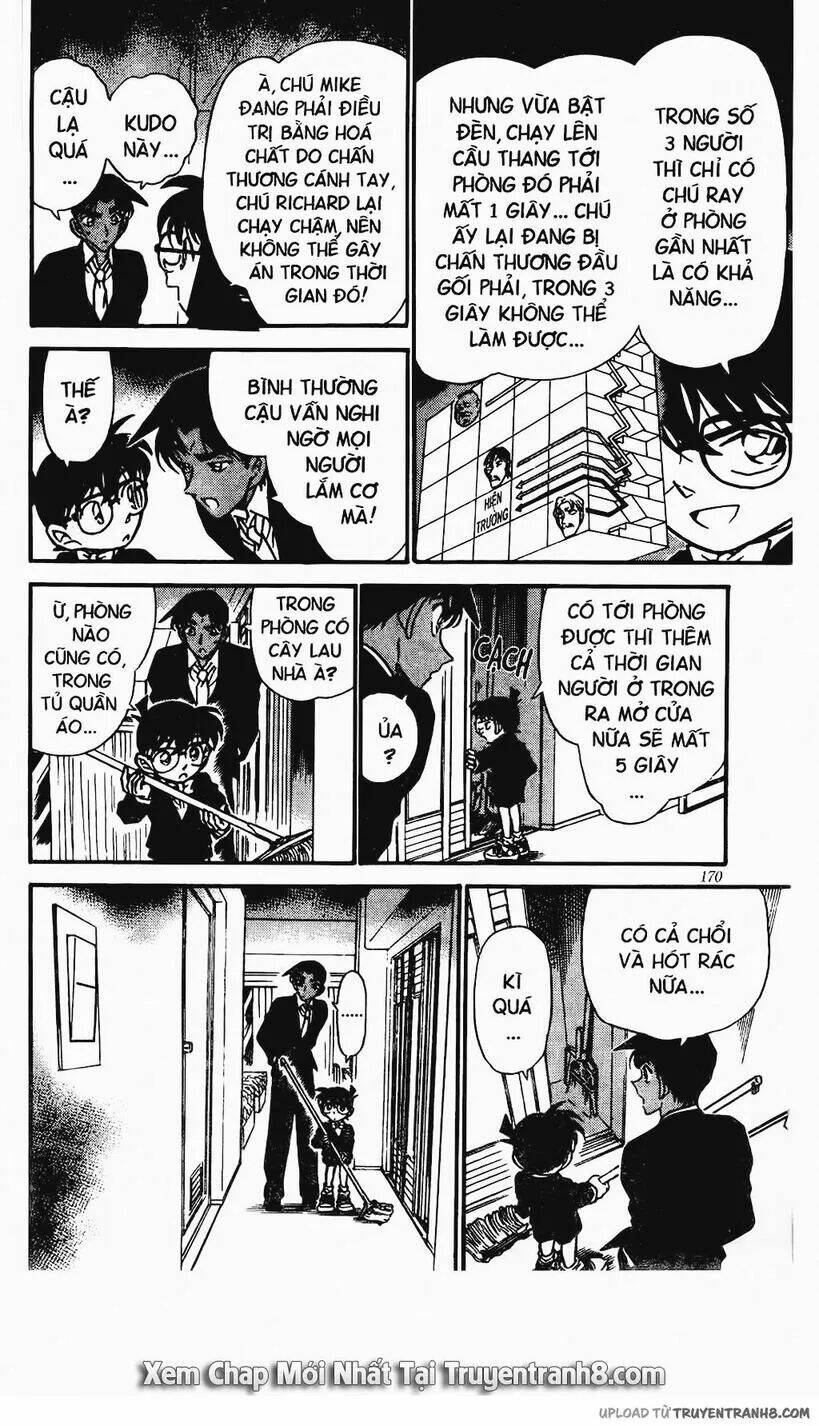 TRONG SỐ
3 NGƯỜI
THÌ CHỈ CÓ
CHÚ RAY
Ở PHÒNG
GẦN NHẤT
LÀ CÓ KHẢ
NĂNG...
NHƯNG VỪA BẬT
ĐÈN, CHẠY LÊN
CẦU THANG TỚI
PHÒNG ĐÓ PHẢI
MẤT 1 GIÂY... CHÚ
ẤY LẠI ĐANG BỊ
CHẤN THƯƠNG ĐẦU
GỐI PHẢI, TRONG 3
GIÂY KHÔNG THỂ
LÀM ĐƯỢC...
HIỆN
TRƯỜNG
À, CHÚ MIKE
ĐANG PHẢI ĐIỀU
TRỊ BẰNG HOÁ
CHẤT DO CHẤN
THƯƠNG CÁNH TAY,
CHÚ RICHARD LẠI
CHẠY CHẬM, NÊN
KHÔNG THỂ GÂY
ÁN TRONG THỜI
GIAN ĐÓ!
KUDO
NÀY...
CẬU
LẠ
QUÁ
...
BÌNH THƯỜNG
CẬU VẪN NGHI
NGỜ MỌI
NGƯỜI
LẮM CƠ
MÀ!
THẾ
À?
CÓ TỚI PHÒNG
ĐƯỢC THÌ THÊM
CẢ THỜI GIAN
NGƯỜI Ở TRONG
RA MỞ CỬA
NỮA SẼ MẤT
5 GIÂY
...
CẠCH
ỦA
?
TRONG
PHÒNG CÓ
CÂY LAU
NHÀ À?
Ừ, PHÒNG
NÀO
CŨNG CÓ,
TRONG
TỦ QUẦN
ÁO...
170
CÓ CẢ CHỔI
VÀ HÓT RÁC
NỮA...
KÌ
QUÁ
...
......
Xem Chap Mới Nhất Tại Truyentranh8.com
UPLOAD TỪ TRUYENTRANH8.COM